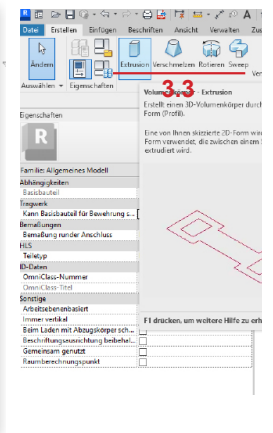 Datei Erstellen Einfügen Beschriften Ansicht Verwalten Zus
Ändern Extrusion Verschmelzen Rotieren Sweep
Auswählen Eigenschaften
3.3
Eigenschaften
Volumenkörper - Extrusion
Erstellt einen 3D-Volumenkörper durch
Form (Profil).
Eine von Ihnen skizzierte 2D-Form wird
Form verwendet, die zwischen einem
extrudiert wird.
R
Familie: Allgemeines Modell
Abhängigkeiten
Basisbauteil
Tragwerk
Kann Basisbauteil für Bewehrung s...
Bemaßungen
Bemaßung runder Anschluss
HLS
Teiletyp
ID-Daten
OmniClass-Nummer
OmniClass-Titel
Sonstige
Arbeitsebenenbasiert
Immer vertikal
Beim Laden mit Abzugskörper sch...
Beschriftungsausrichtung beibehal...
Gemeinsam genutzt
Raumberechnungspunkt
F1 drücken, um weitere Hilfe zu erh